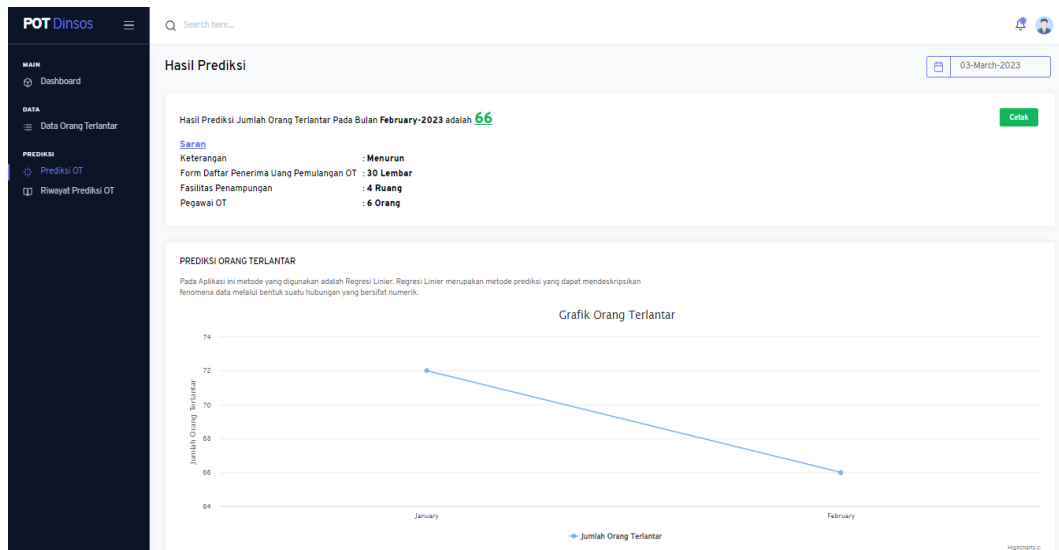 POT Dinsos
Search here...
MAIN
Dashboard
DATA
Data Orang Terlantar
PREDIKSI
Prediksi OT
Riwayat Prediksi OT
Hasil Prediksi
03-March-2023
Hasil Prediksi Jumlah Orang Terlantar Pada Bulan February-2023 adalah 66
Cetak
Saran
Keterangan : Menurun
Form Daftar Penerima Uang Pemulangan OT : 30 Lembar
Fasilitas Penampungan : 4 Ruang
Pegawai OT : 6 Orang
PREDIKSI ORANG TERLANTAR
Pada Aplikasi ini metode yang digunakan adalah Regresi Linier. Regresi Linier merupakan metode prediksi yang dapat mendeskripsikan
fenomena data melalui bentuk suatu hubungan yang bersifat numerik.
Grafik Orang Terlantar
Jumlah Orang Terlantar
74
72
70
68
66
64
January
February
Jumlah Orang Terlantar
Highcharts.o